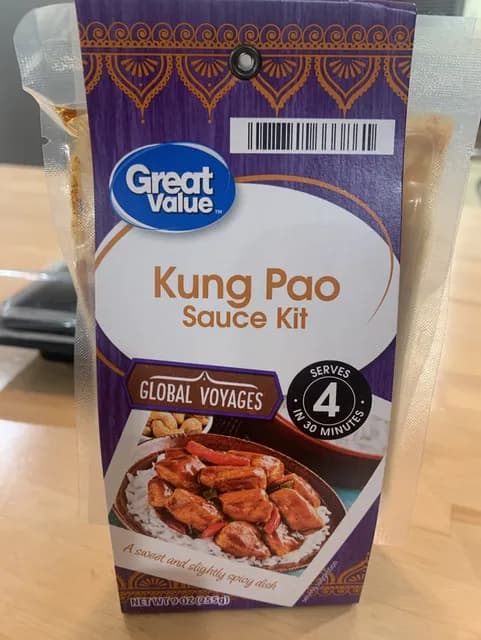 Great
Value™
Kung Pao
Sauce Kit
GLOBAL VOYAGES
SERVES
4
IN 30 MINUTES
A sweet and slightly spicy dish
NET WT 9 OZ (255g)